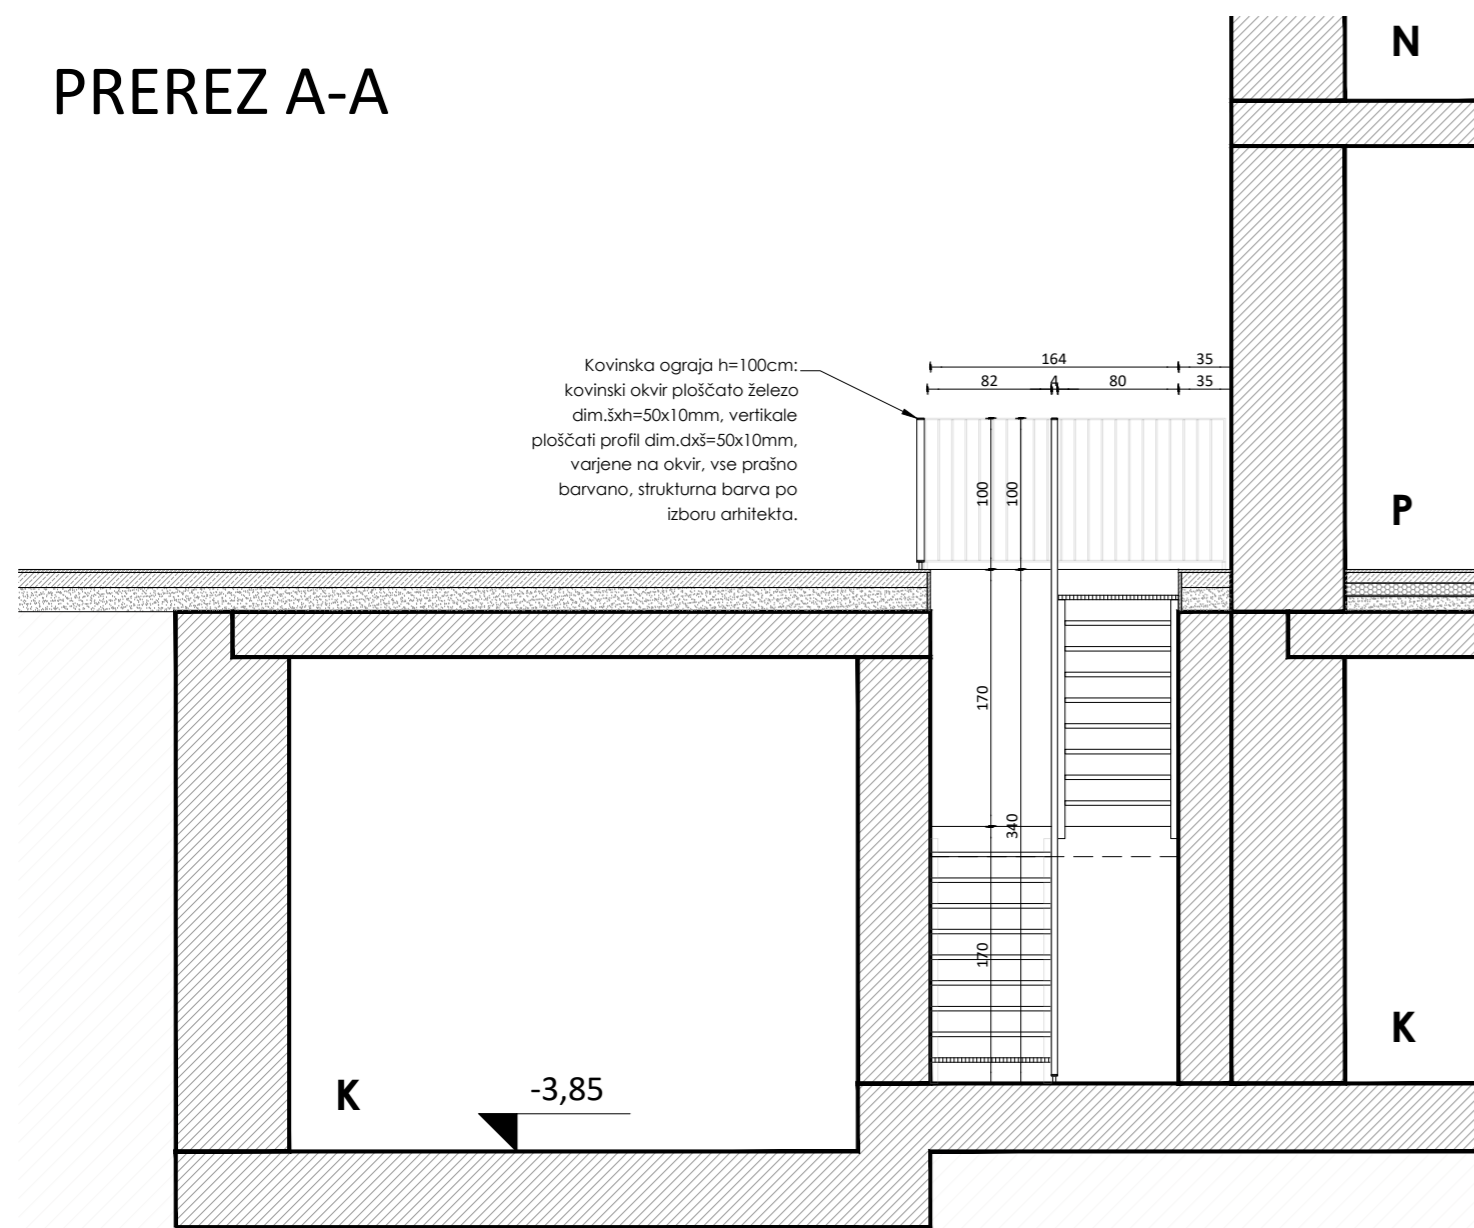 N
PREREZ A-A
164
35
82
4
80
35
Kovinska ograja h=100cm:
kovinski okvir ploščato železo
dim.šxh=50x10mm, vertikale
ploščati profil dim.dxš=50x10mm,
varjene na okvir, vse prašno
barvano, strukturna barva po
izboru arhitekta.
100
100
P
170
340
170
K
K
-3,85